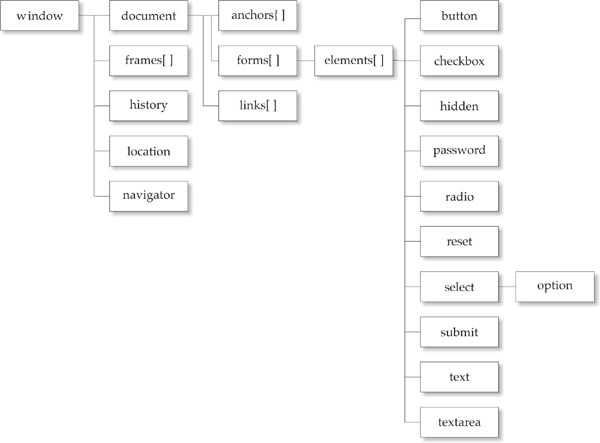 window
document
anchors{ }
button
frames[ ]
forms[ ]
elements[ ]
checkbox
history
links[ ]
hidden
location
password
navigator
radio
reset
select
option
submit
text
textarea